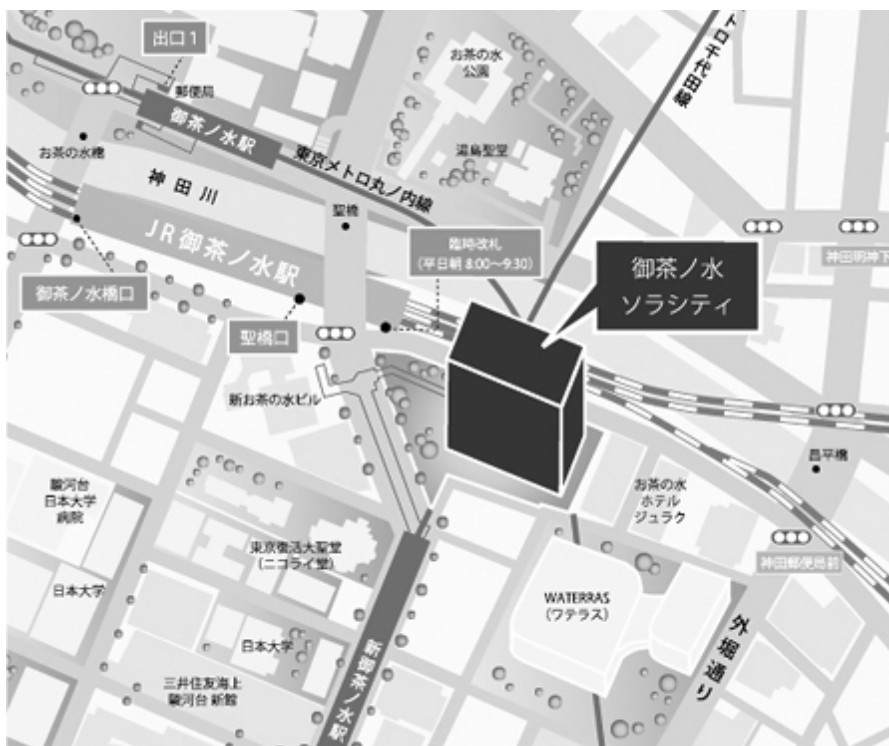 出口1
郵便局
御茶ノ水駅
お茶の水橋
東京メトロ丸ノ内線
神田川
JR御茶ノ水駅
聖橋
お茶の水
公園
湯島聖堂
トロ千代田線
臨時改札
(平日朝 8:00〜9:30)
御茶ノ水
ソラシティ
神田明神下
御茶ノ水橋口
聖橋口
新お茶の水ビル
昌平橋
お茶の水
ホテル
ジュラク
神田郵便局前
駿河台
日本大学
病院
東京復活大聖堂
(ニコライ堂)
日本大学
WATERRAS
(ワテラス)
外堀通り
日本大学
三井住友海上
駿河台 新館
新御茶ノ水駅